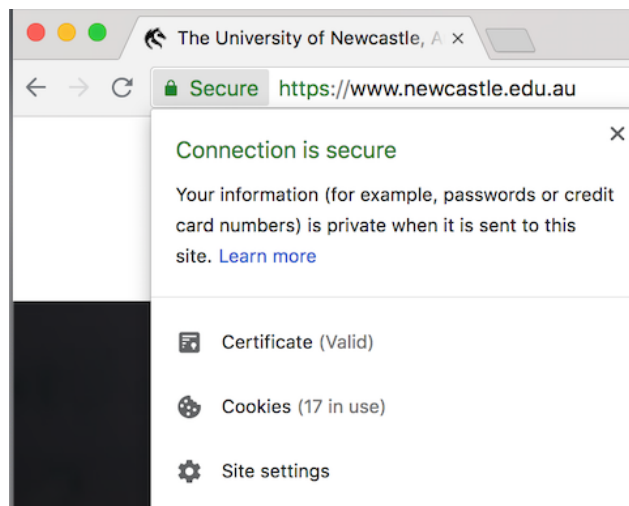 The University of Newcastle, A
Secure https://www.newcastle.edu.au
Connection is secure
Your information (for example, passwords or credit
card numbers) is private when it is sent to this
site. Learn more
Certificate (Valid)
Cookies (17 in use)
Site settings